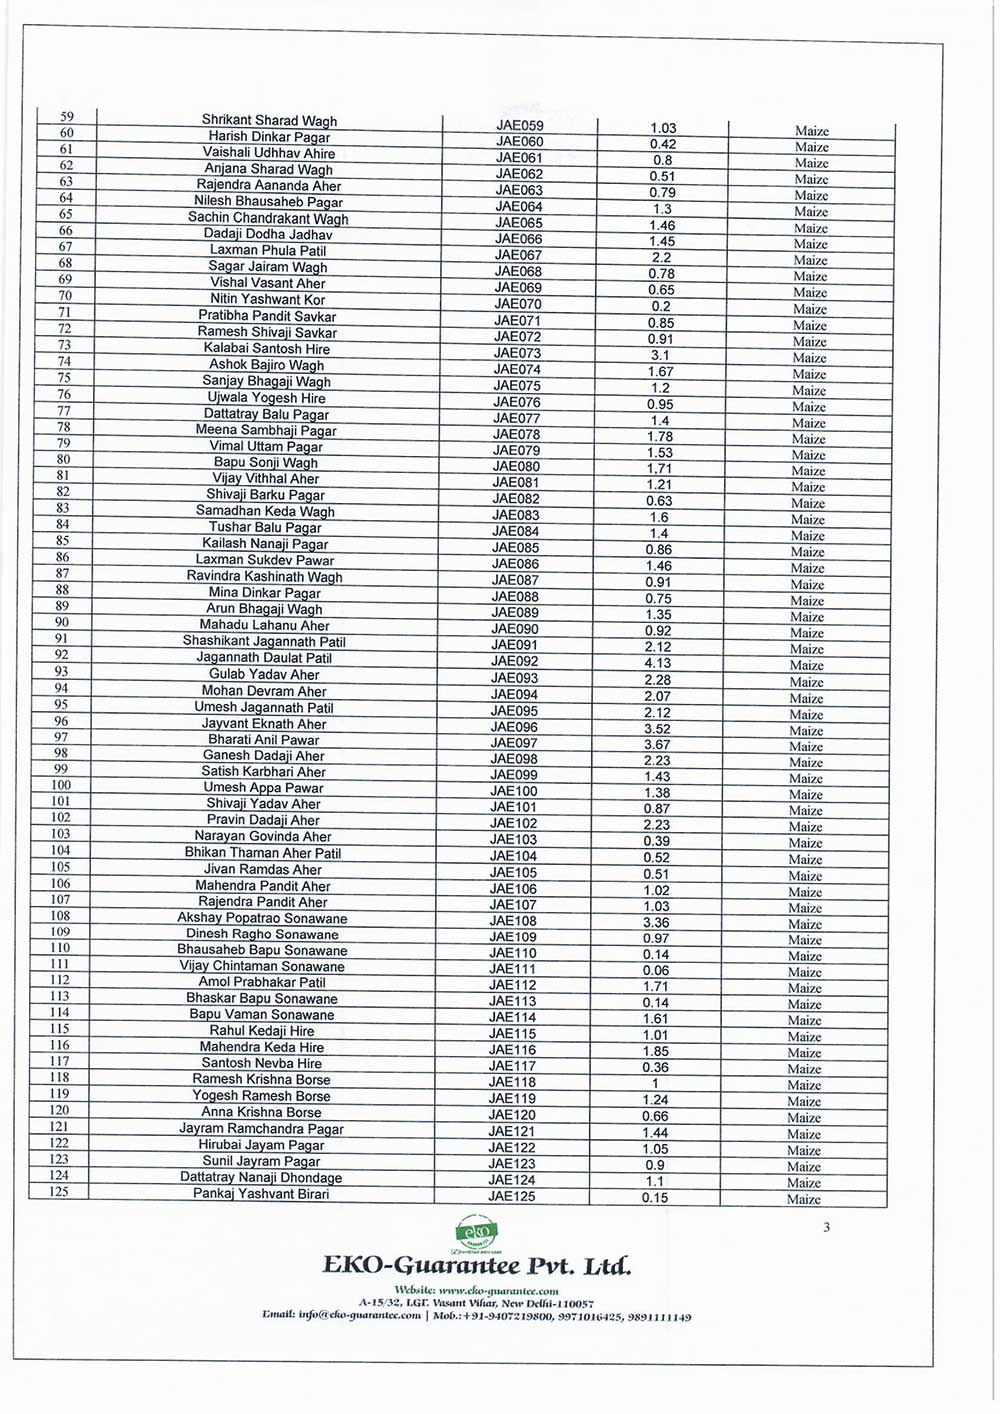 59 Shrikant Sharad Wagh JAE059 1.03 Maize
60 Harish Dinkar Pagar JAE060 0.42 Maize
61 Vaishali Udhhav Ahire JAE061 0.8 Maize
62 Anjana Sharad Wagh JAE062 0.51 Maize
63 Rajendra Aananda Aher JAE063 0.79 Maize
64 Nilesh Bhausaheb Pagar JAE064 1.3 Maize
65 Sachin Chandrakant Wagh JAE065 1.46 Maize
66 Dadaji Dodha Jadhav JAE066 1.45 Maize
67 Laxman Phula Patil JAE067 2.2 Maize
68 Sagar Jairam Wagh JAE068 0.78 Maize
69 Vishal Vasant Aher JAE069 0.65 Maize
70 Nitin Yashwant Kor JAE070 0.2 Maize
71 Pratibha Pandit Savkar JAE071 0.85 Maize
72 Ramesh Shivaji Savkar JAE072 0.91 Maize
73 Kalabai Santosh Hire JAE073 3.1 Maize
74 Ashok Bajiro Wagh JAE074 1.67 Maize
75 Sanjay Bhagaji Wagh JAE075 1.2 Maize
76 Ujwala Yogesh Hire JAE076 0.95 Maize
77 Dattatray Balu Pagar JAE077 1.4 Maize
78 Meena Sambhaji Pagar JAE078 1.78 Maize
79 Vimal Uttam Pagar JAE079 1.53 Maize
80 Bapu Sonji Wagh JAE080 1.71 Maize
81 Vijay Vithhal Aher JAE081 1.21 Maize
82 Shivaji Barku Pagar JAE082 0.63 Maize
83 Samadhan Keda Wagh JAE083 1.6 Maize
84 Tushar Balu Pagar JAE084 1.4 Maize
85 Kailash Nanaji Pagar JAE085 0.86 Maize
86 Laxman Sukdev Pawar JAE086 1.46 Maize
87 Ravindra Kashinath Wagh JAE087 0.91 Maize
88 Mina Dinkar Pagar JAE088 0.75 Maize
89 Arun Bhagaji Wagh JAE089 1.35 Maize
90 Mahadu Lahanu Aher JAE090 0.92 Maize
91 Shashikant Jagannath Patil JAE091 2.12 Maize
92 Jagannath Daulat Patil JAE092 4.13 Maize
93 Gulab Yadav Aher JAE093 2.28 Maize
94 Mohan Devram Aher JAE094 2.07 Maize
95 Umesh Jagannath Patil JAE095 2.12 Maize
96 Jayvant Eknath Aher JAE096 3.52 Maize
97 Bharati Anil Pawar JAE097 3.67 Maize
98 Ganesh Dadaji Aher JAE098 2.23 Maize
99 Satish Karbhari Aher JAE099 1.43 Maize
100 Umesh Appa Pawar JAE100 1.38 Maize
101 Shivaji Yadav Aher JAE101 0.87 Maize
102 Pravin Dadaji Aher JAE102 2.23 Maize
103 Narayan Govinda Aher JAE103 0.39 Maize
104 Bhikan Thaman Aher Patil JAE104 0.52 Maize
105 Jivan Ramdas Aher JAE105 0.51 Maize
106 Mahendra Pandit Aher JAE106 1.02 Maize
107 Rajendra Pandit Aher JAE107 1.03 Maize
108 Akshay Popatrao Sonawane JAE108 3.36 Maize
109 Dinesh Ragho Sonawane JAE109 0.97 Maize
110 Bhausaheb Bapu Sonawane JAE110 0.14 Maize
111 Vijay Chintaman Sonawane JAE111 0.06 Maize
112 Amol Prabhakar Patil JAE112 1.71 Maize
113 Bhaskar Bapu Sonawane JAE113 0.14 Maize
114 Bapu Vaman Sonawane JAE114 1.61 Maize
115 Rahul Kedaji Hire JAE115 1.01 Maize
116 Mahendra Keda Hire JAE116 1.85 Maize
117 Santosh Nevba Hire JAE117 0.36 Maize
118 Ramesh Krishna Borse JAE118 1 Maize
119 Yogesh Ramesh Borse JAE119 1.24 Maize
120 Anna Krishna Borse JAE120 0.66 Maize
121 Jayram Ramchandra Pagar JAE121 1.44 Maize
122 Hirubai Jayam Pagar JAE122 1.05 Maize
123 Sunil Jayram Pagar JAE123 0.9 Maize
124 Dattatray Nanaji Dhondage JAE124 1.1 Maize
125 Pankaj Yashvant Birari JAE125 0.15 Maize
3
eko
EKO-Guarantee Pvt. Ltd.
Website: www.eko-guarantee.com
A-15/32, LGF. Vasant Vihar, New Delhi-110057
Email: info@eko-guarantee.com | Mob.:+91-9407219800, 9971016425, 9891111149